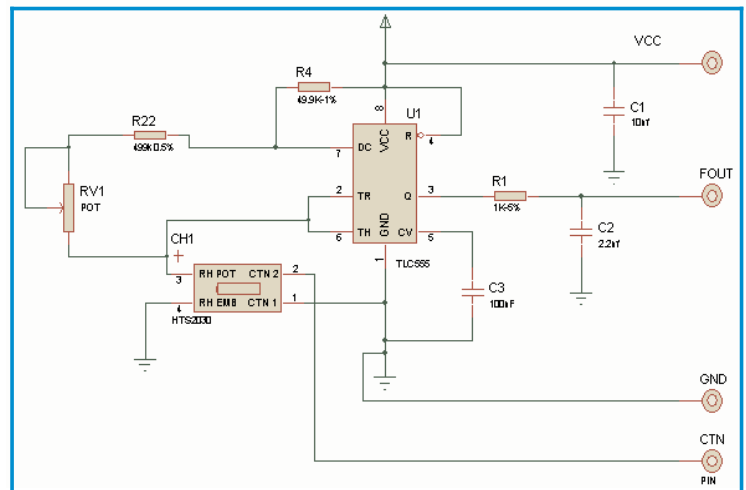 VCC
R4
49.9K-1%
U1
C1
10nf
R22
499K0.5%
8
VCC
R
4
7
DC
FOUT
RV1
POT
2
TR
Q
3
R1
1K-5%
C2
2.2nf
CH1
6
TH
GND
CV
5
1
TLC555
3
RH POT
CTN 2
2
4
RH EMB
CTN 1
1
HTS2030
C3
100nF
GND
CTN
PIN